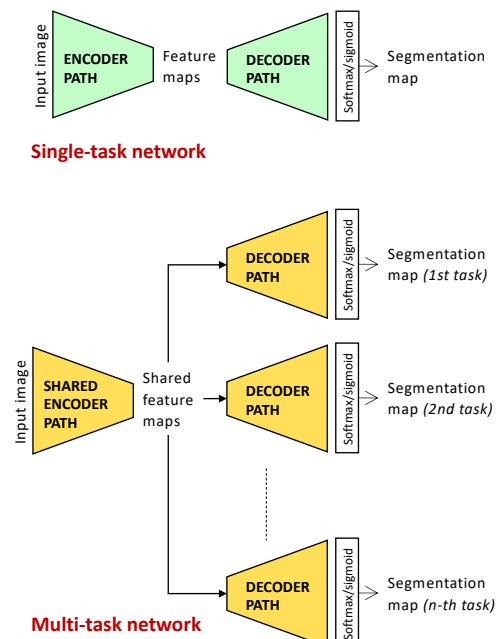 Input image
ENCODER
PATH
Feature
maps
DECODER
PATH
Softmax/sigmoid
Segmentation
map
Single-task network
DECODER
PATH
Softmax/sigmoid
Segmentation
map (1st task)
Input image
SHARED
ENCODER
PATH
Shared
feature
maps
DECODER
PATH
Softmax/sigmoid
Segmentation
map (2nd task)
DECODER
PATH
Softmax/sigmoid
Segmentation
map (n-th task)
Multi-task network